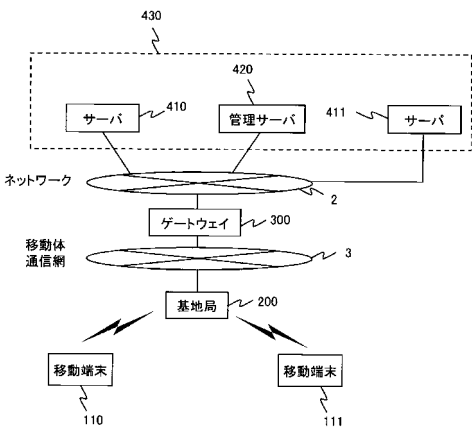 430
420
サーバ
410
管理サーバ
411
サーバ
ネットワーク
2
ゲートウェイ
300
移動体
通信網
3
基地局
200
移動端末
移動端末
110
111